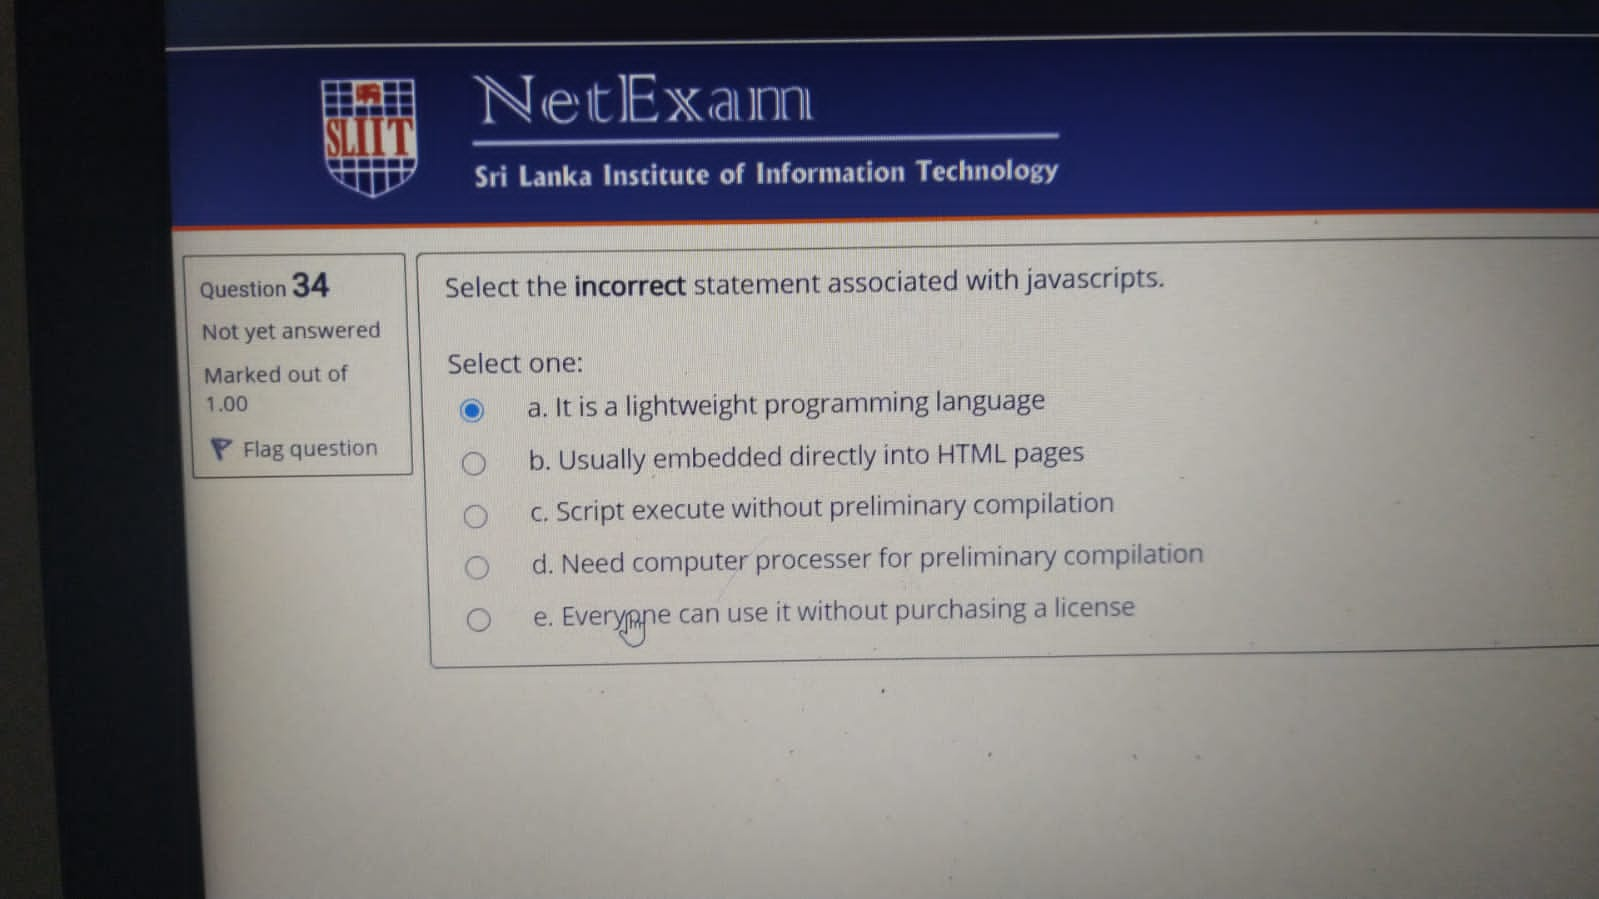 SLIIT
NetExam
Sri Lanka Institute of Information Technology
Question 34
Not yet answered
Marked out of
1.00
Flag question
Select the incorrect statement associated with javascripts.
Select one:
a. It is a lightweight programming language
b. Usually embedded directly into HTML pages
c. Script execute without preliminary compilation
d. Need computer processer for preliminary compilation
e. Everyone can use it without purchasing a license